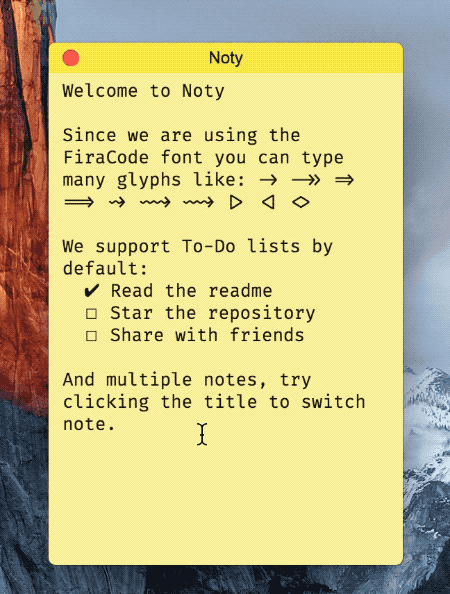 Noty
Welcome to Noty
Since we are using the
FiraCode font you can type
many glyphs like: → ↠ ⇒
⟹ ⇝ ⟿ ⟿ ▷ ◁ ◇
We support To-Do lists by
default:
✔ Read the readme
☐ Star the repository
☐ Share with friends
And multiple notes, try
clicking the title to switch
note.